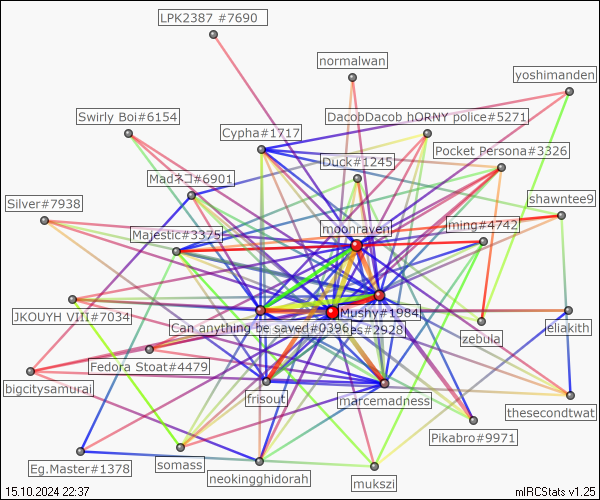 LPK2387 #7690
normalwan
yoshimanden
Swirly Boi#6154
DacobDacob hORNY police#5271
Cypha#1717
Pocket Persona#3326
Duck#1245
Madネコ#6901
shawntee9
Silver#7938
moonraven
ming#4742
Majestic#3375
Mushy#1984
JKOUYH VIII#7034
Can anything be saved#0396
es#2928
eliakith
zebula
Fedora Stoat#4479
bigcitysamurai
frisout
marcemadness
thesecondtwat
Pikabro#9971
somass
Eg.Master#1378
neokingghidorah
mukszi
15.10.2024 22:37
mIRCStats v1.25